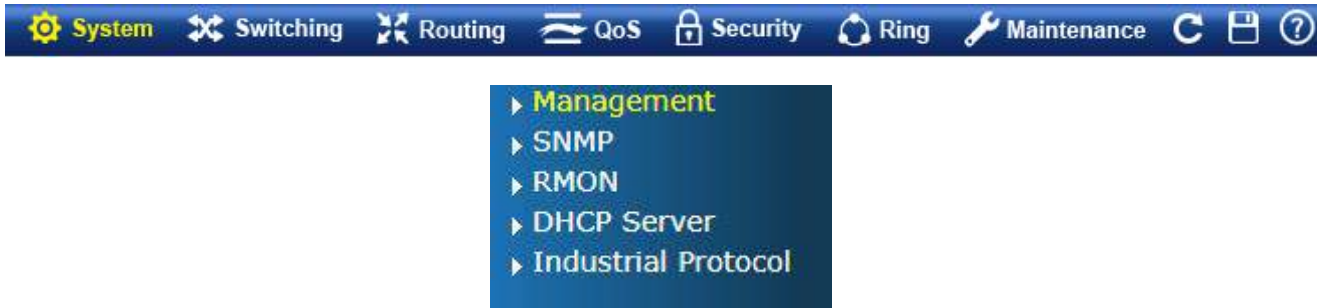 System Switching Routing QoS Security Ring Maintenance
Management
SNMP
RMON
DHCP Server
Industrial Protocol